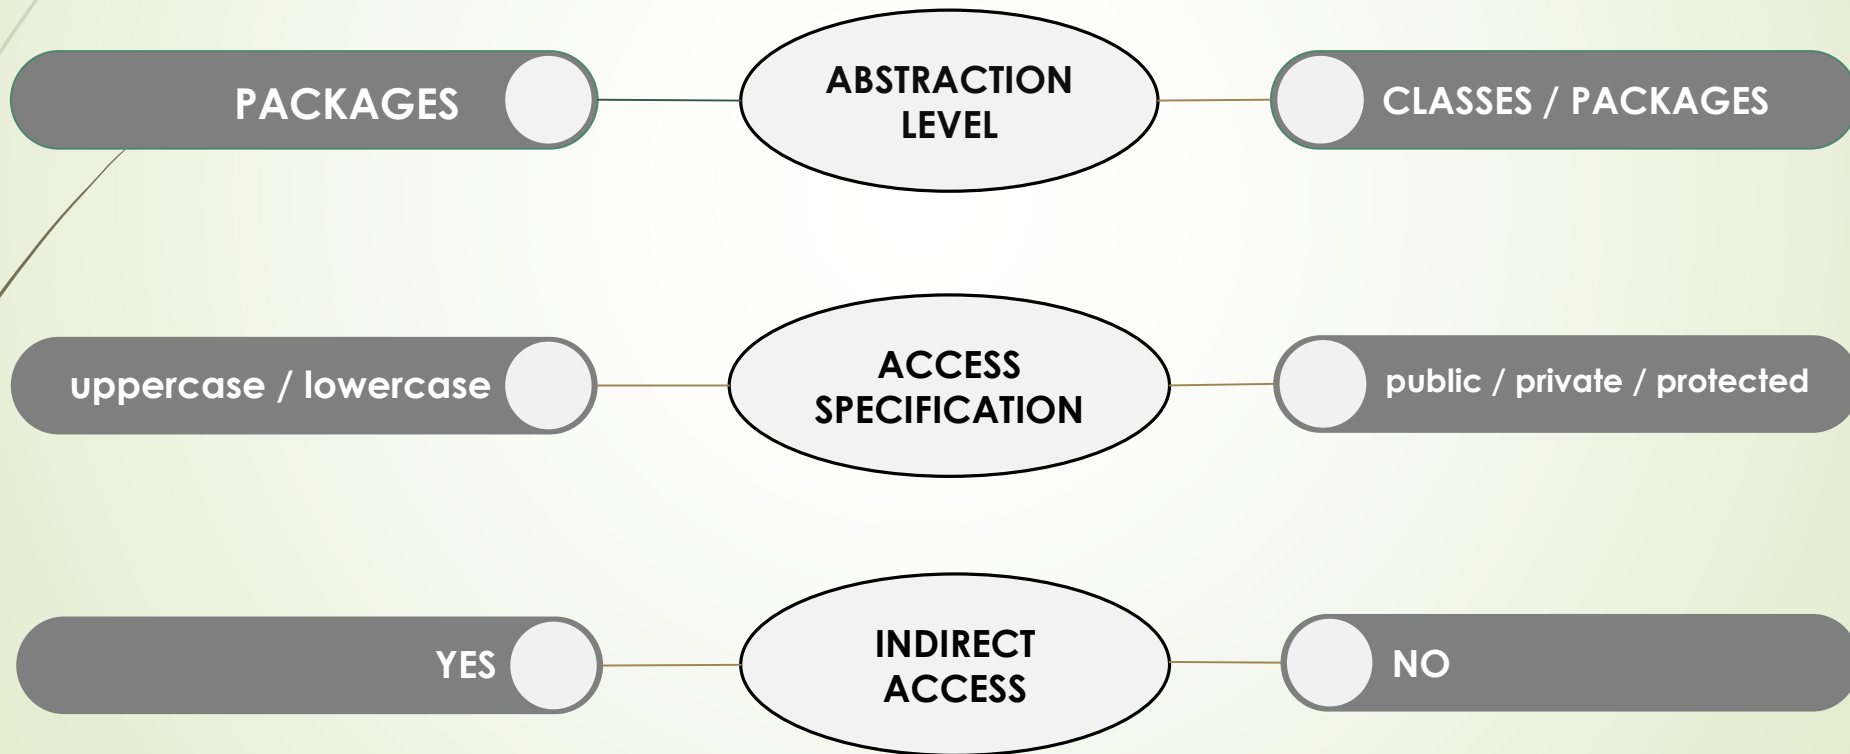 PACKAGES
ABSTRACTION
LEVEL
CLASSES / PACKAGES
uppercase / lowercase
ACCESS
SPECIFICATION
public / private / protected
YES
INDIRECT
ACCESS
NO